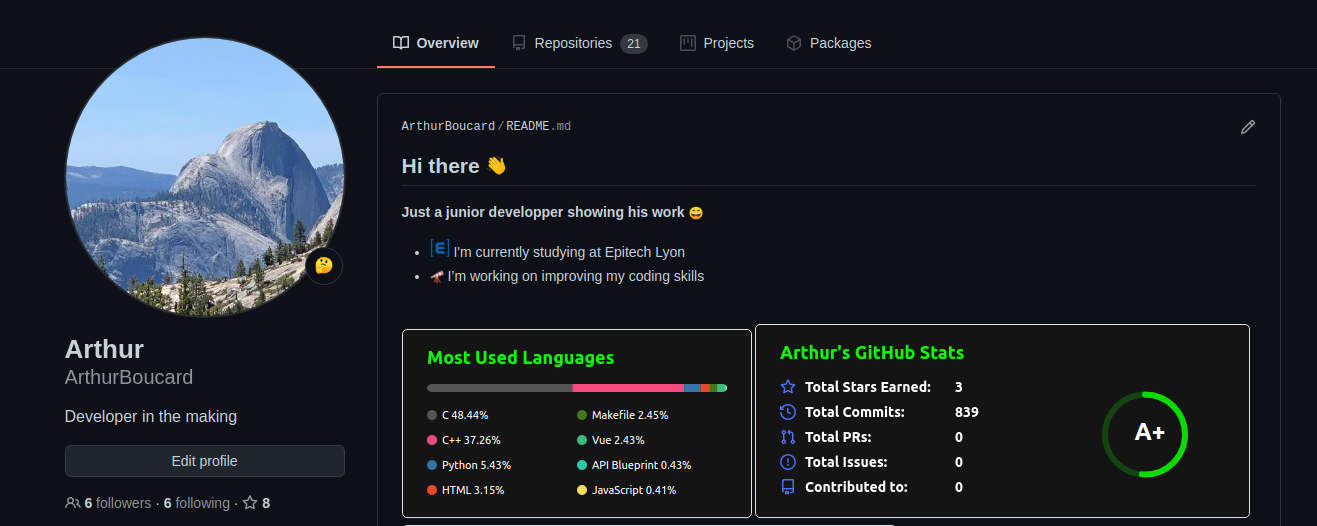 Overview Repositories 21 Projects Packages
ArthurBoucard/README.md
Hi there 👋
Just a junior developper showing his work 😄
I'm currently studying at Epitech Lyon
I'm working on improving my coding skills
Arthur
ArthurBoucard
Developer in the making
Edit profile
6 followers · 6 following · 8
Most Used Languages
C 48.44%
C++ 37.26%
Python 5.43%
HTML 3.15%
Makefile 2.45%
Vue 2.43%
API Blueprint 0.43%
JavaScript 0.41%
Arthur's GitHub Stats
Total Stars Earned: 3
Total Commits: 839
Total PRs: 0
Total Issues: 0
Contributed to: 0
A+